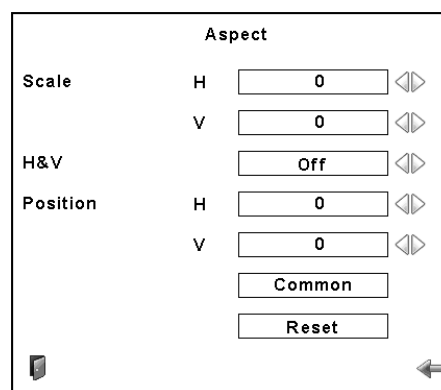 Aspect
Scale H 0
V 0
H&V Off
Position H 0
V 0
Common
Reset